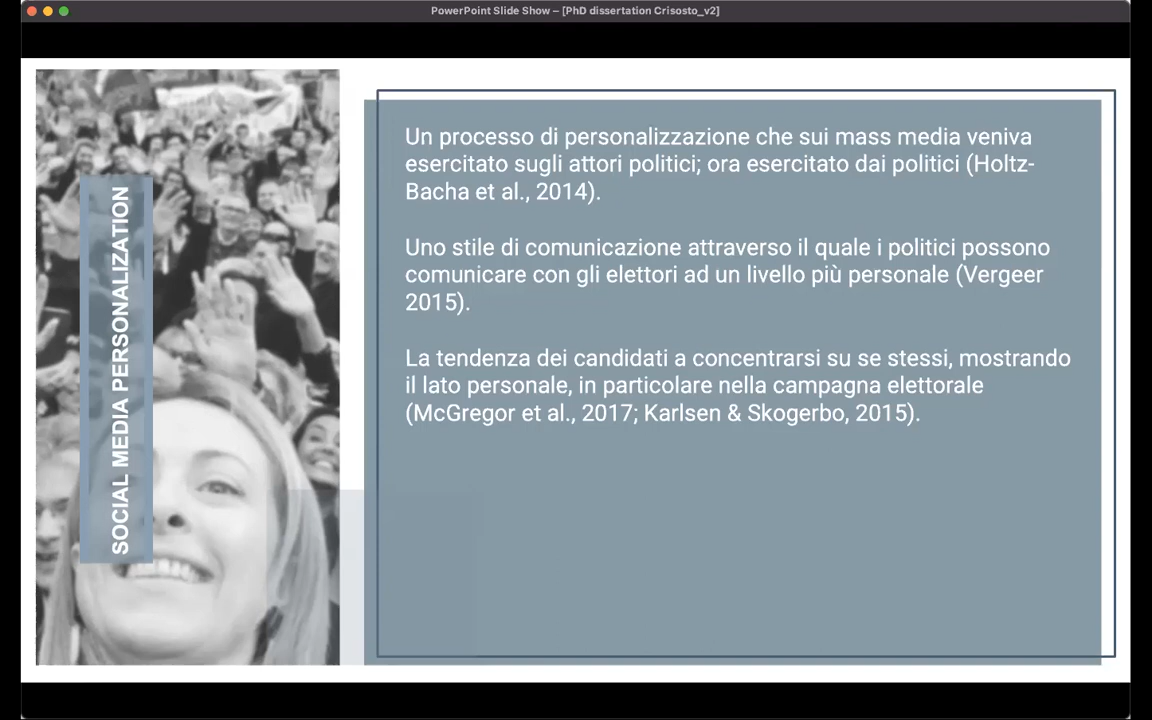 PowerPoint Slide Show – [PhD dissertation Crisosto_v2]
SOCIAL MEDIA PERSONALIZATION
Un processo di personalizzazione che sui mass media veniva
esercitato sugli attori politici; ora esercitato dai politici (Holtz-
Bacha et al., 2014).
Uno stile di comunicazione attraverso il quale i politici possono
comunicare con gli elettori ad un livello più personale (Vergeer
2015).
La tendenza dei candidati a concentrarsi su se stessi, mostrando
il lato personale, in particolare nella campagna elettorale
(McGregor et al., 2017; Karlsen & Skogerbo, 2015).